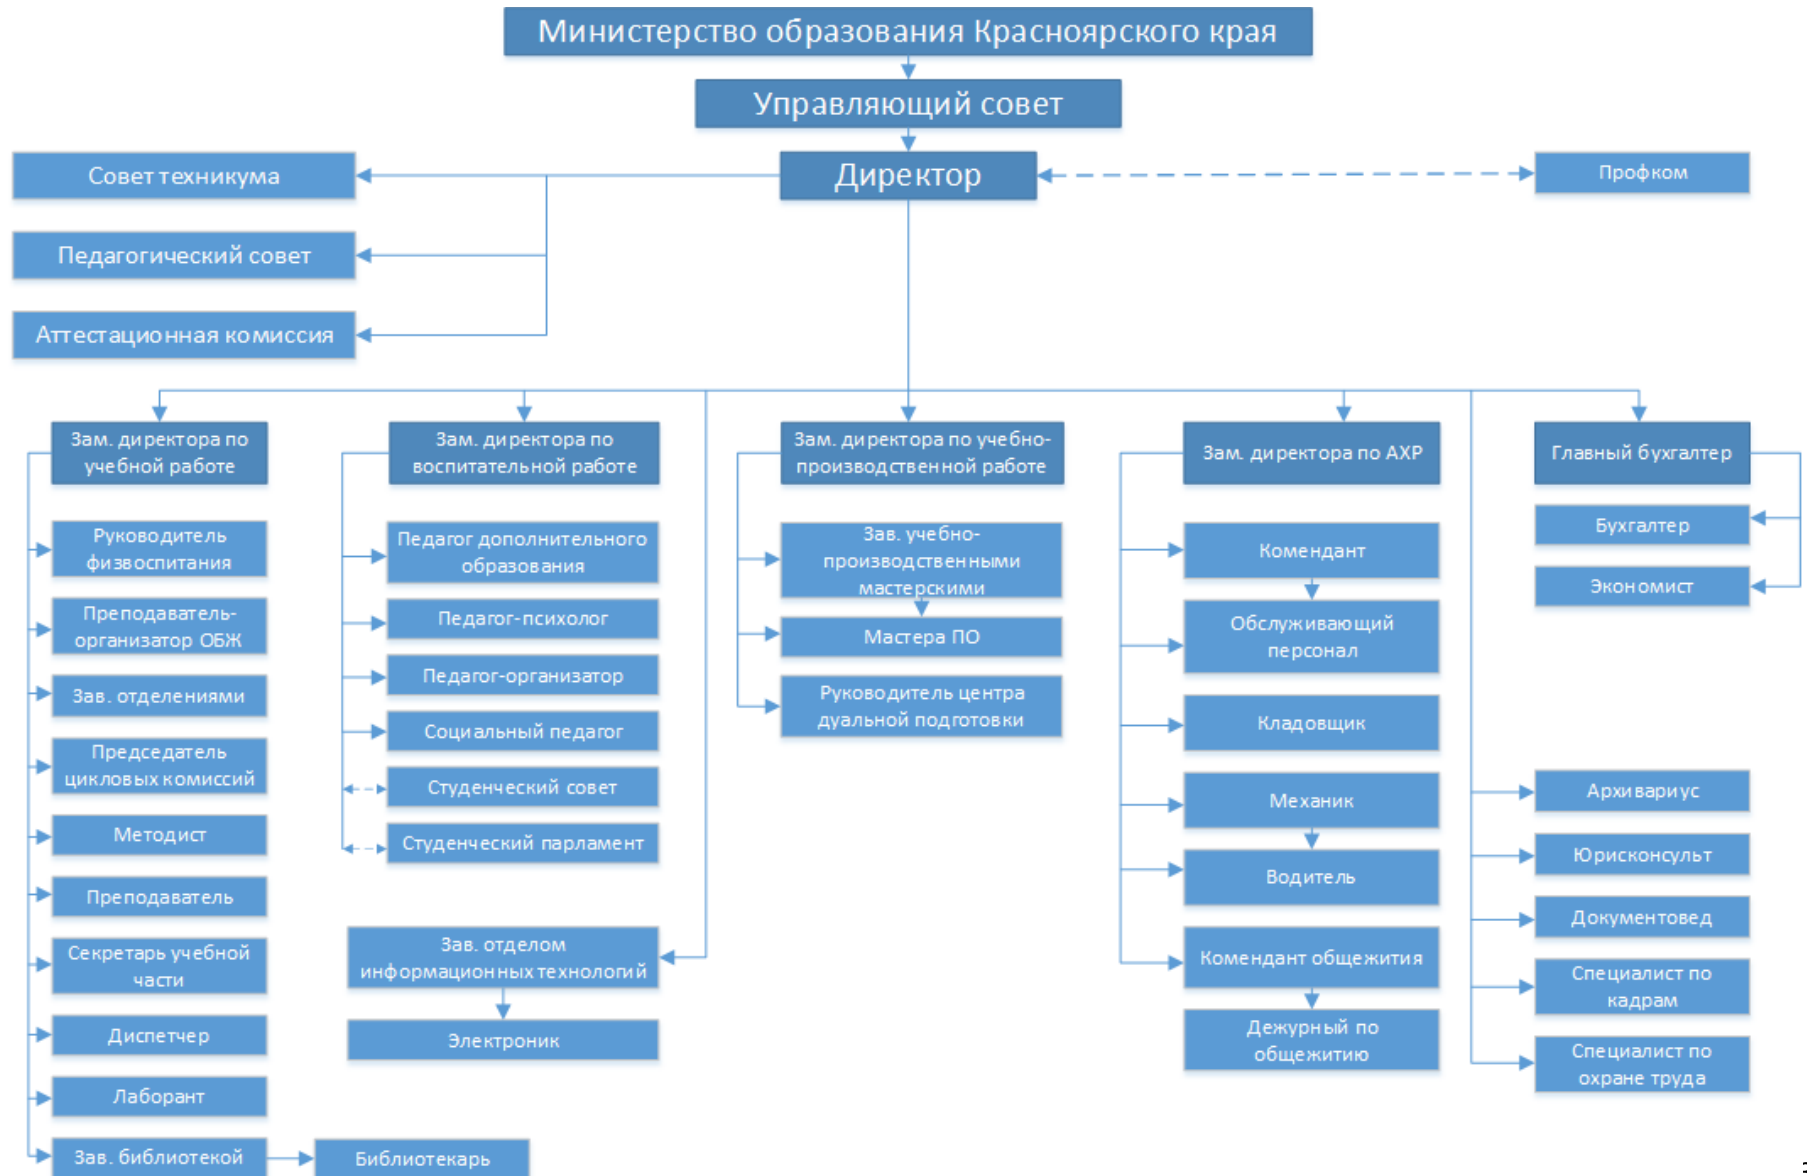 Министерство образования Красноярского края
Управляющий совет
Директор
Совет техникума
Профком
Педагогический совет
Аттестационная комиссия
Зам. директора по
учебной работе
Руководитель
физвоспитания
Преподаватель-
организатор ОБЖ
Зав. отделениями
Председатель
цикловых комиссий
Методист
Преподаватель
Секретарь учебной
части
Диспетчер
Лаборант
Зав. библиотекой
Библиотекарь
Зам. директора по
воспитательной работе
Педагог дополнительного
образования
Педагог-психолог
Педагог-организатор
Социальный педагог
Студенческий совет
Студенческий парламент
Зав. отделом
информационных технологий
Электроник
Зам. директора по учебно-
производственной работе
Зав. учебно-
производственными
мастерскими
Мастера ПО
Руководитель центра
дуальной подготовки
Зам. директора по АХР
Комендант
Обслуживающий
персонал
Кладовщик
Механик
Водитель
Комендант общежития
Дежурный по
общежитию
Главный бухгалтер
Бухгалтер
Экономист
Архивариус
Юрисконсульт
Документовед
Специалист по
кадрам
Специалист по
охране труда